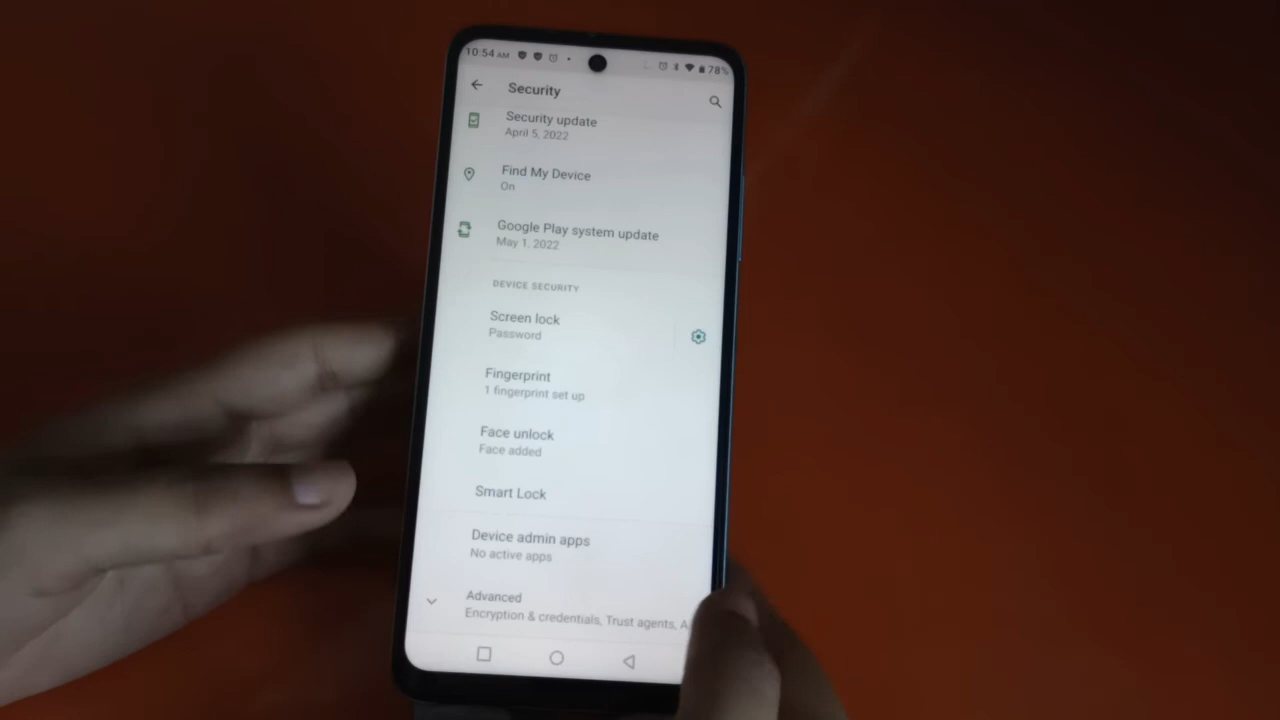 10:54 AM
78%
Security
Security update
April 5, 2022
Find My Device
On
Google Play system update
May 1, 2022
DEVICE SECURITY
Screen lock
Password
Fingerprint
1 fingerprint set up
Face unlock
Face added
Smart Lock
Device admin apps
No active apps
Advanced
Encryption & credentials, Trust agents, A